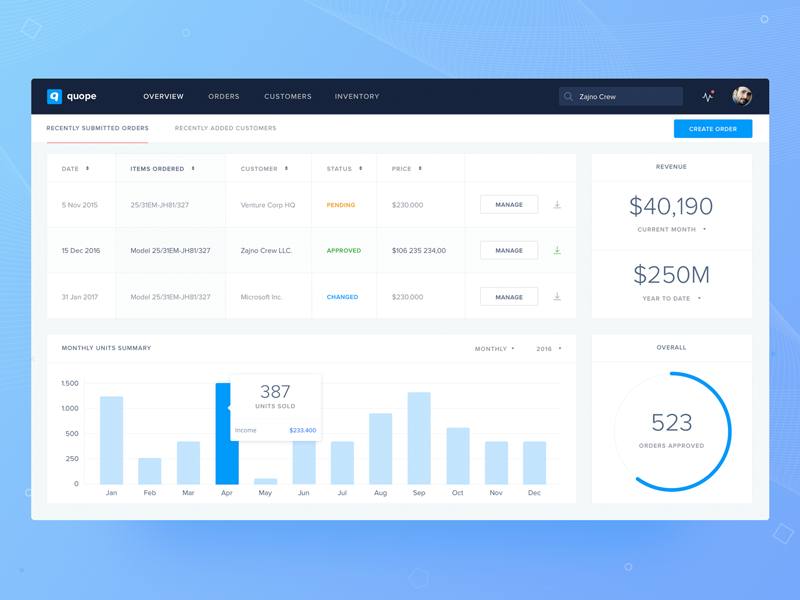 quope
OVERVIEW ORDERS CUSTOMERS INVENTORY
Zajno Crew
RECENTLY SUBMITTED ORDERS RECENTLY ADDED CUSTOMERS
CREATE ORDER
DATE ITEMS ORDERED CUSTOMER STATUS PRICE
5 Nov 2015 25/31EM-JH81/327 Venture Corp HQ PENDING $230.000 MANAGE
15 Dec 2016 Model 25/31EM-JH81/327 Zajno Crew LLC. APPROVED $106 235 234,00 MANAGE
31 Jan 2017 Model 25/31EM-JH81/327 Microsoft Inc. CHANGED $230.000 MANAGE
REVENUE
$40,190
CURRENT MONTH
$250M
YEAR TO DATE
MONTHLY UNITS SUMMARY
MONTHLY 2016
1.500
1.000
500
250
0
387
UNITS SOLD
Income $233.400
Jan Feb Mar Apr May Jun Jul Aug Sep Oct Nov Dec
OVERALL
523
ORDERS APPROVED